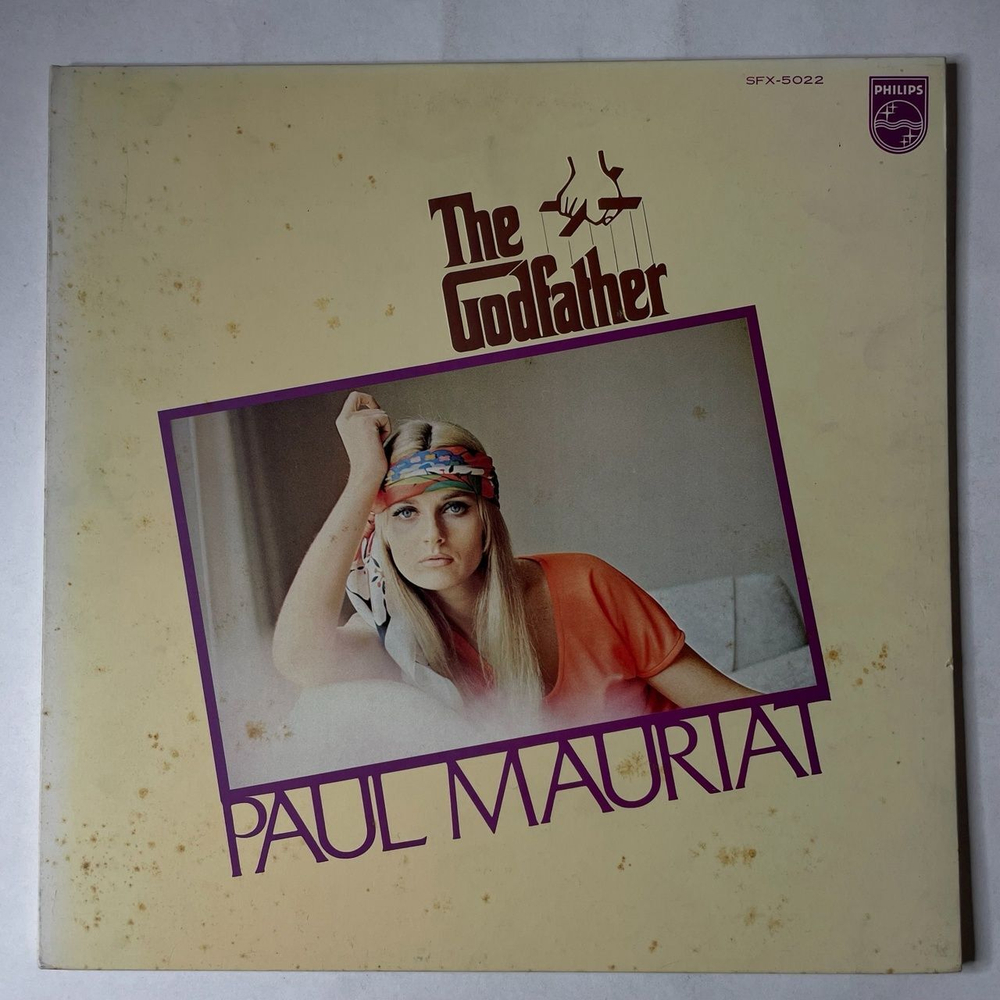 SFX-5022
PHILIPS
The
Godfather
PAUL MAURIAT